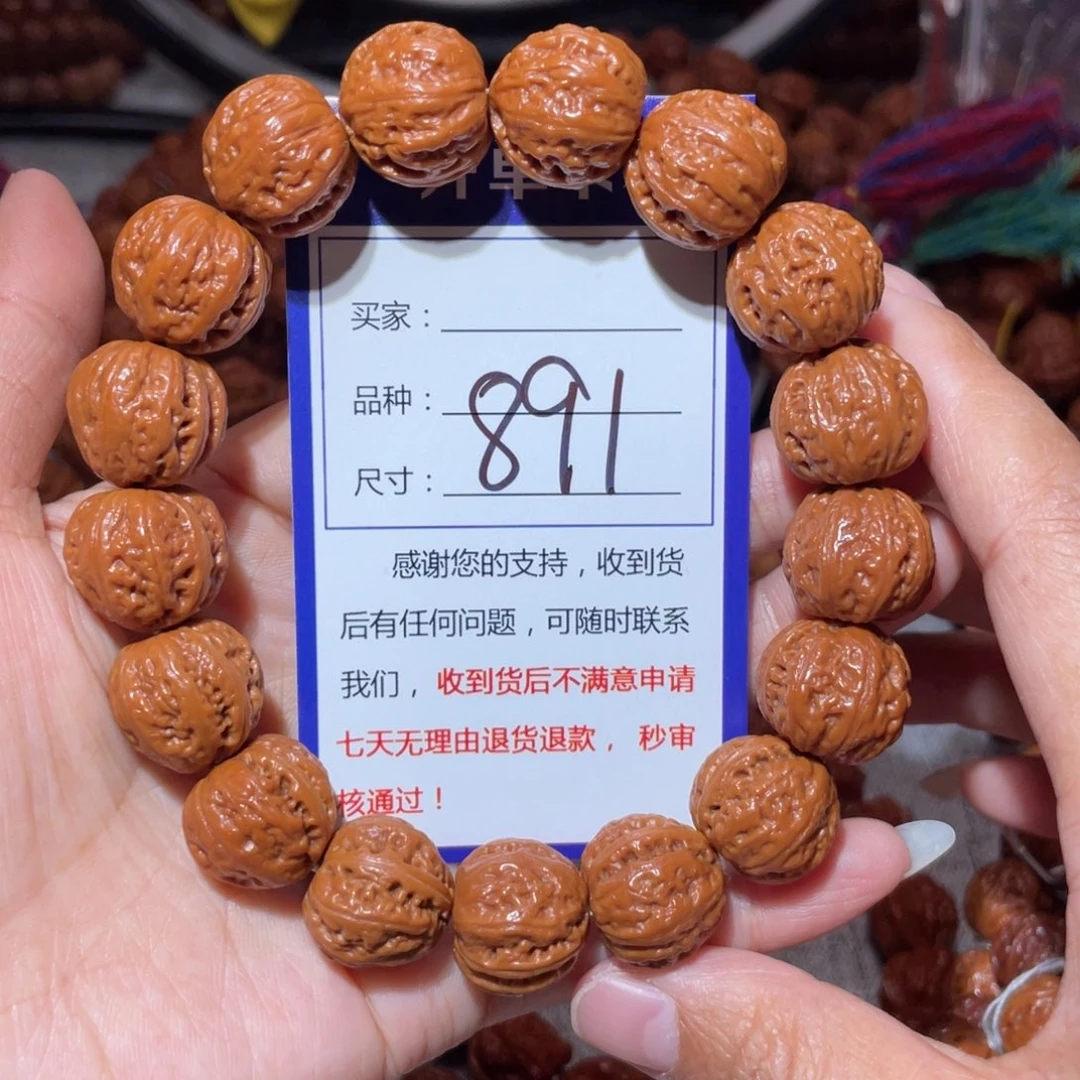 买家：
品种：
891
尺寸：
感谢您的支持，收到货
后有任何问题，可随时联系
我们，收到货后不满意申请
七天无理由退货退款， 秒审
核通过！